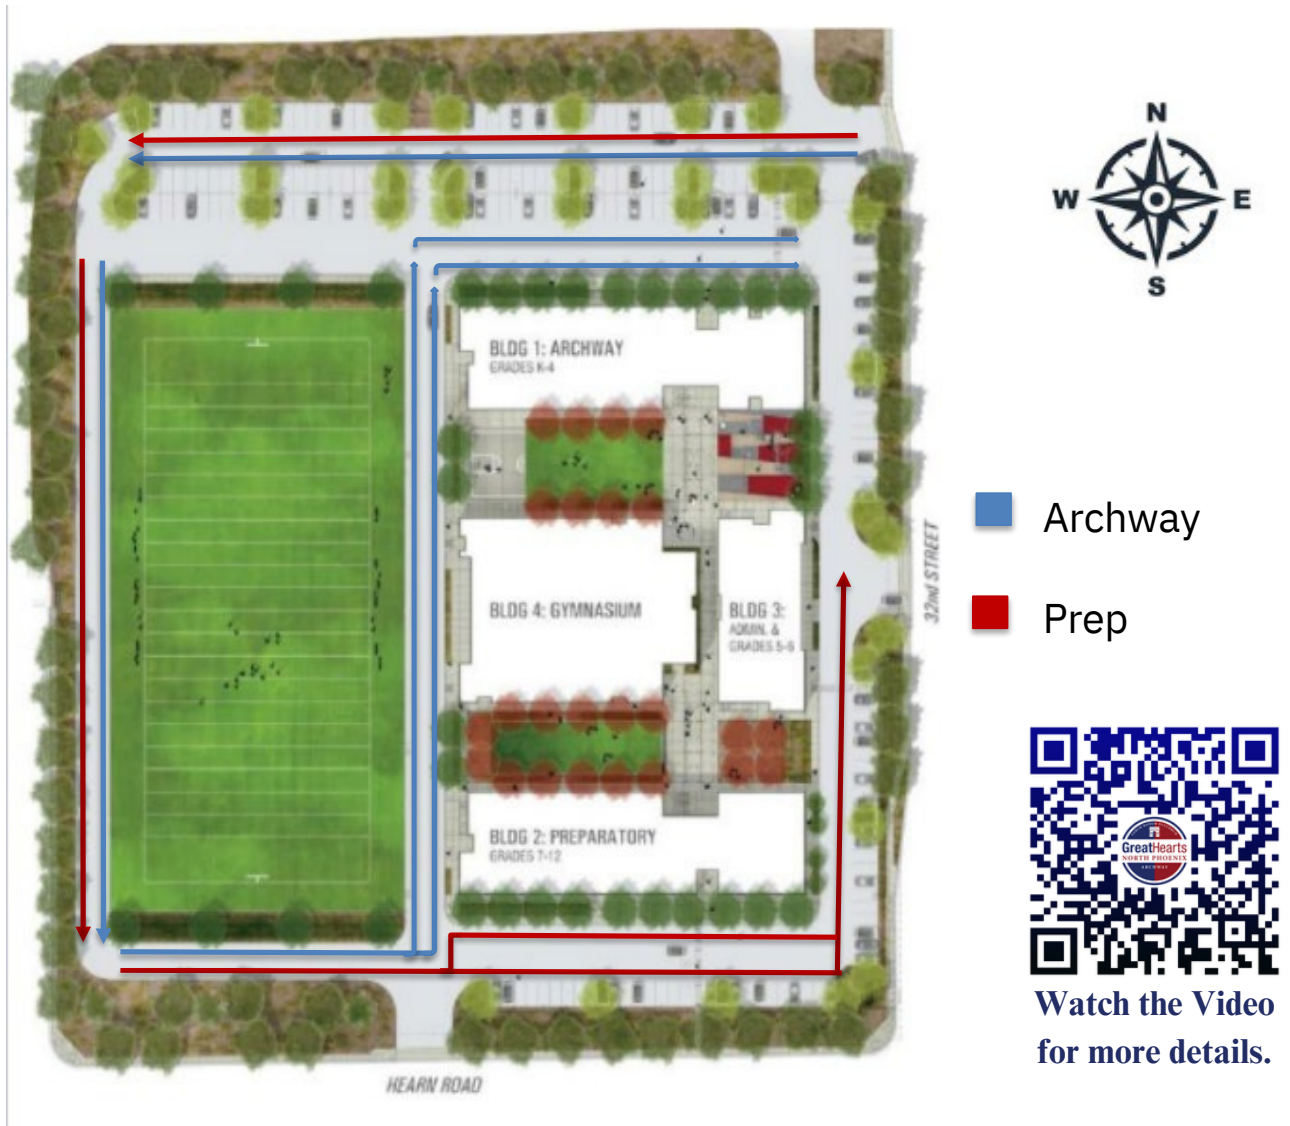 N
W E
S
BLDG 1: ARCHWAY
GRADES K-4
Archway
32nd STREET
BLDG 4: GYMNASIUM
BLDG 3:
ADMIN. &
GRADES 5-6
Prep
BLDG 2: PREPARATORY
GRADES 7-12
GreatHearts
NORTH PHOENIX
ARCHWAY
Watch the Video
for more details.
HEARN ROAD